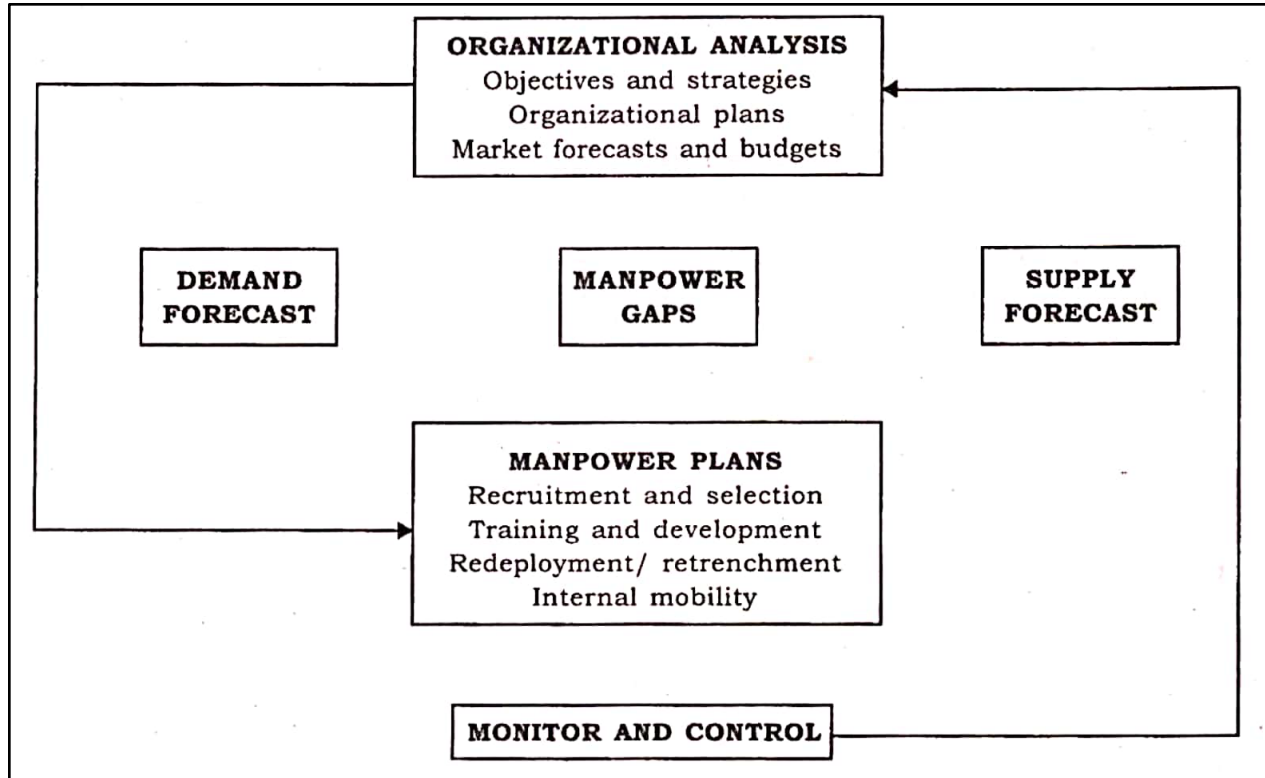 ORGANIZATIONAL ANALYSIS
Objectives and strategies
Organizational plans
Market forecasts and budgets
DEMAND
FORECAST
MANPOWER
GAPS
SUPPLY
FORECAST
MANPOWER PLANS
Recruitment and selection
Training and development
Redeployment/ retrenchment
Internal mobility
MONITOR AND CONTROL